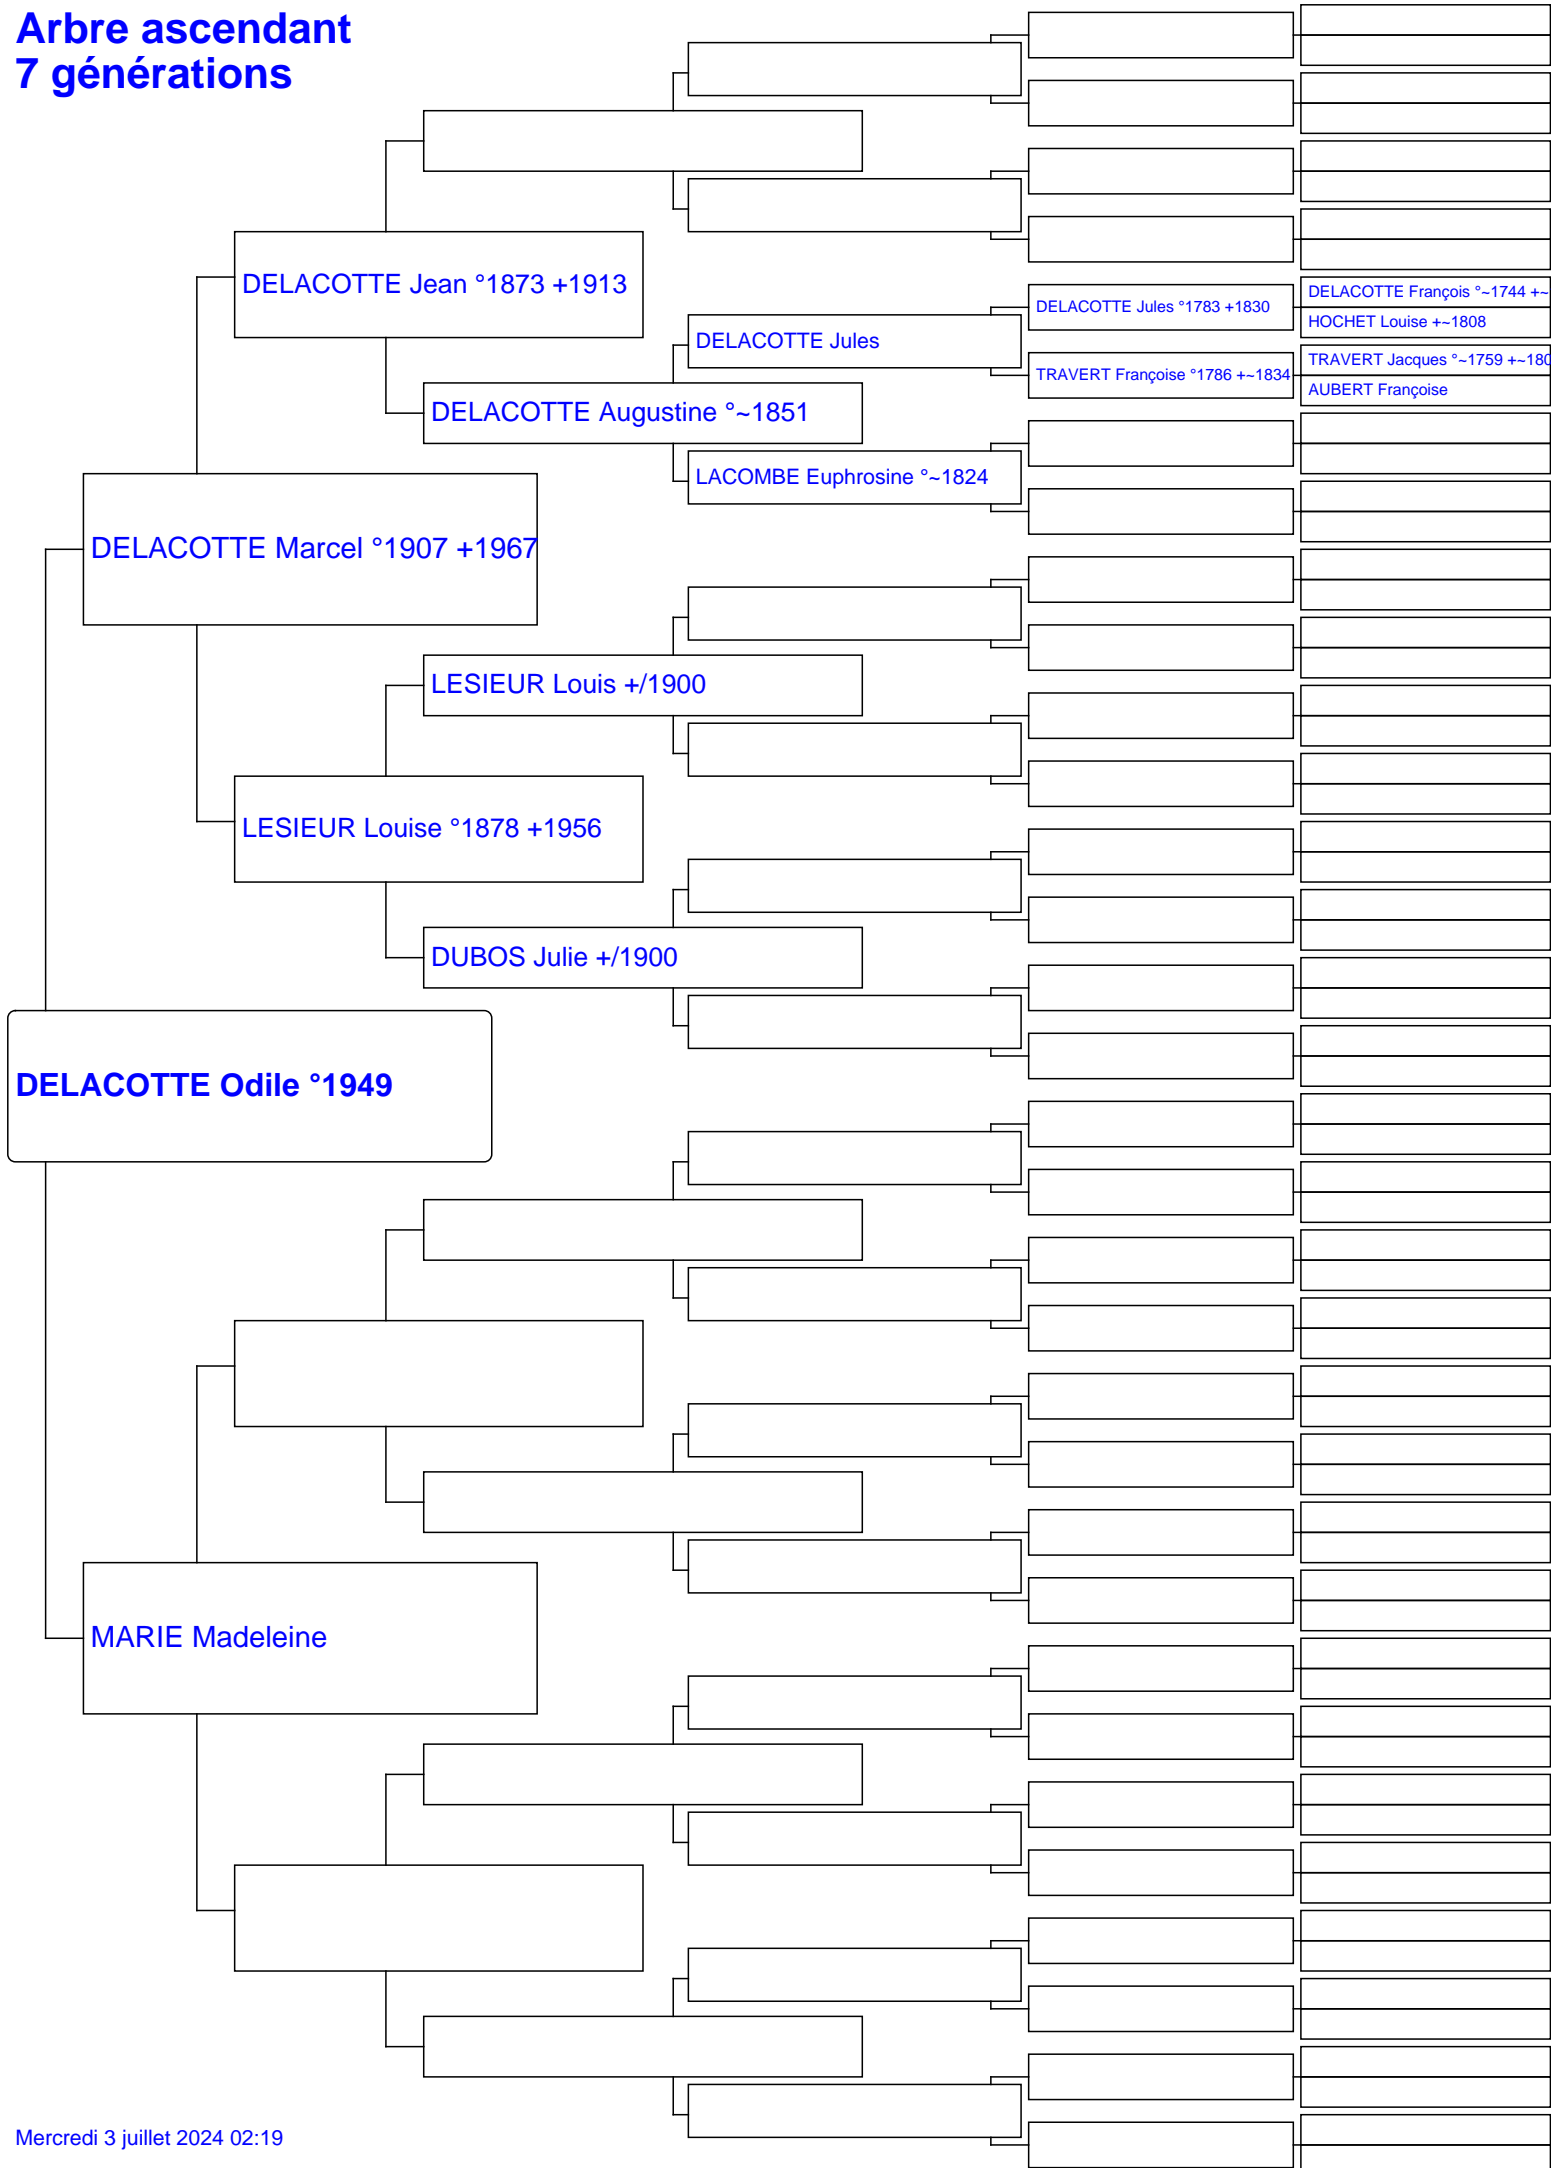 Arbre ascendant
7 générations
DELACOTTE Odile °1949
DELACOTTE Marcel °1907 +1967
MARIE Madeleine
DELACOTTE Jean °1873 +1913
LESIEUR Louise °1878 +1956
DELACOTTE Augustine °~1851
LESIEUR Louis +/1900
DUBOS Julie +/1900
DELACOTTE Jules
LACOMBE Euphrosine °~1824
DELACOTTE Jules °1783 +1830
TRAVERT Françoise °1786 +~1834
DELACOTTE François °~1744 +~
HOCHET Louise +~1808
TRAVERT Jacques °~1759 +~180
AUBERT Françoise
Mercredi 3 juillet 2024 02:19